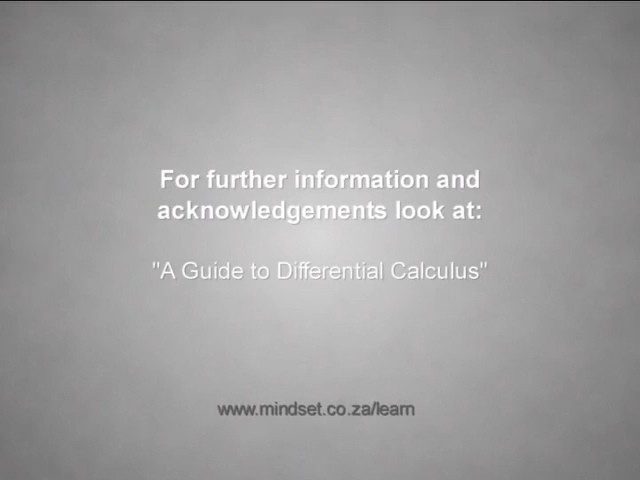 For further information and
acknowledgements look at:
"A Guide to Differential Calculus"
www.mindset.co.za/learn